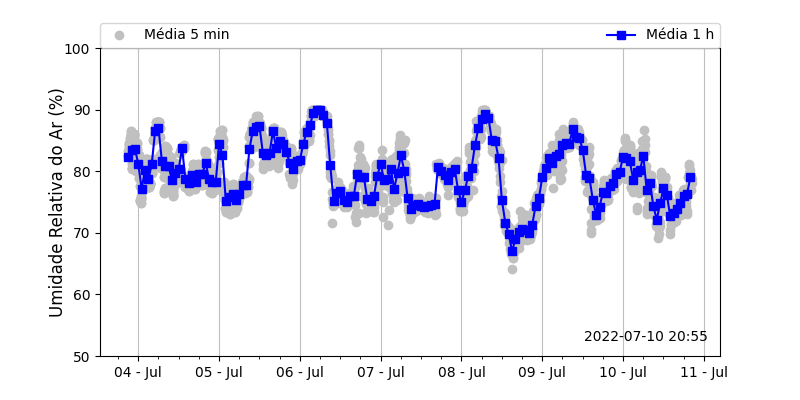 Média 5 min
Média 1 h
Umidade Relativa do Ar (%)
100
90
80
70
60
50
2022-07-10 20:55
04 - Jul
05 - Jul
06 - Jul
07 - Jul
08 - Jul
09 - Jul
10 - Jul
11 - Jul